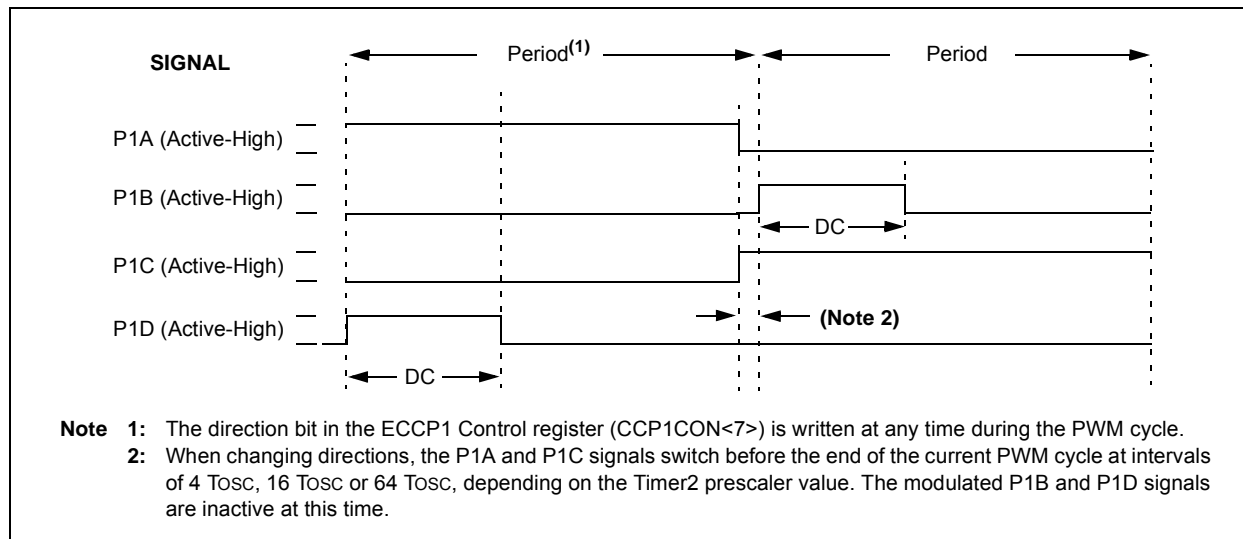 SIGNAL
Period(1)
Period
P1A (Active-High)
P1B (Active-High)
DC
P1C (Active-High)
P1D (Active-High)
(Note 2)
DC
Note 1: The direction bit in the ECCP1 Control register (CCP1CON<7>) is written at any time during the PWM cycle.
2: When changing directions, the P1A and P1C signals switch before the end of the current PWM cycle at intervals
of 4 TOSC, 16 TOSC or 64 TOSC, depending on the Timer2 prescaler value. The modulated P1B and P1D signals
are inactive at this time.